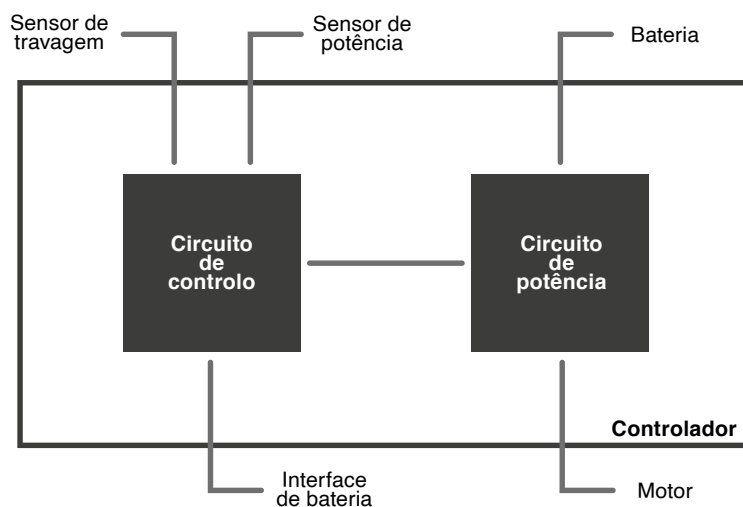 Sensor de
travagem
Sensor de
potência
Bateria
Circuito
de
controlo
Circuito
de
potência
Controlador
Interface
de bateria
Motor